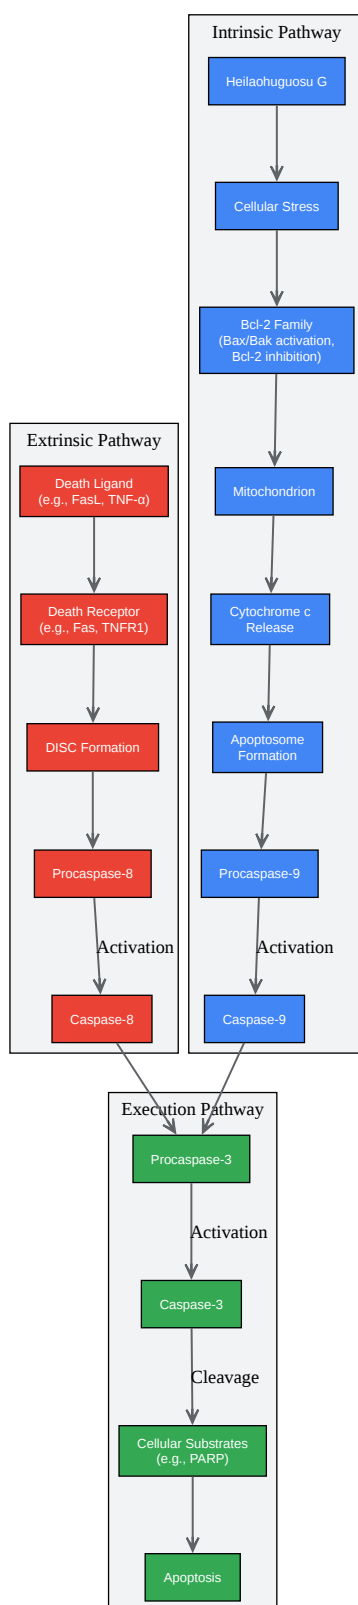 Intrinsic Pathway
Heilaohuguosu G
Cellular Stress
Bcl-2 Family
(Bax/Bak activation,
Bcl-2 inhibition)
Mitochondrion
Cytochrome c
Release
Apoptosome
Formation
Procaspase-9
Activation
Caspase-9
Extrinsic Pathway
Death Ligand
(e.g., FasL, TNF-α)
Death Receptor
(e.g., Fas, TNFR1)
DISC Formation
Procaspase-8
Activation
Caspase-8
Execution Pathway
Procaspase-3
Activation
Caspase-3
Cleavage
Cellular Substrates
(e.g., PARP)
Apoptosis